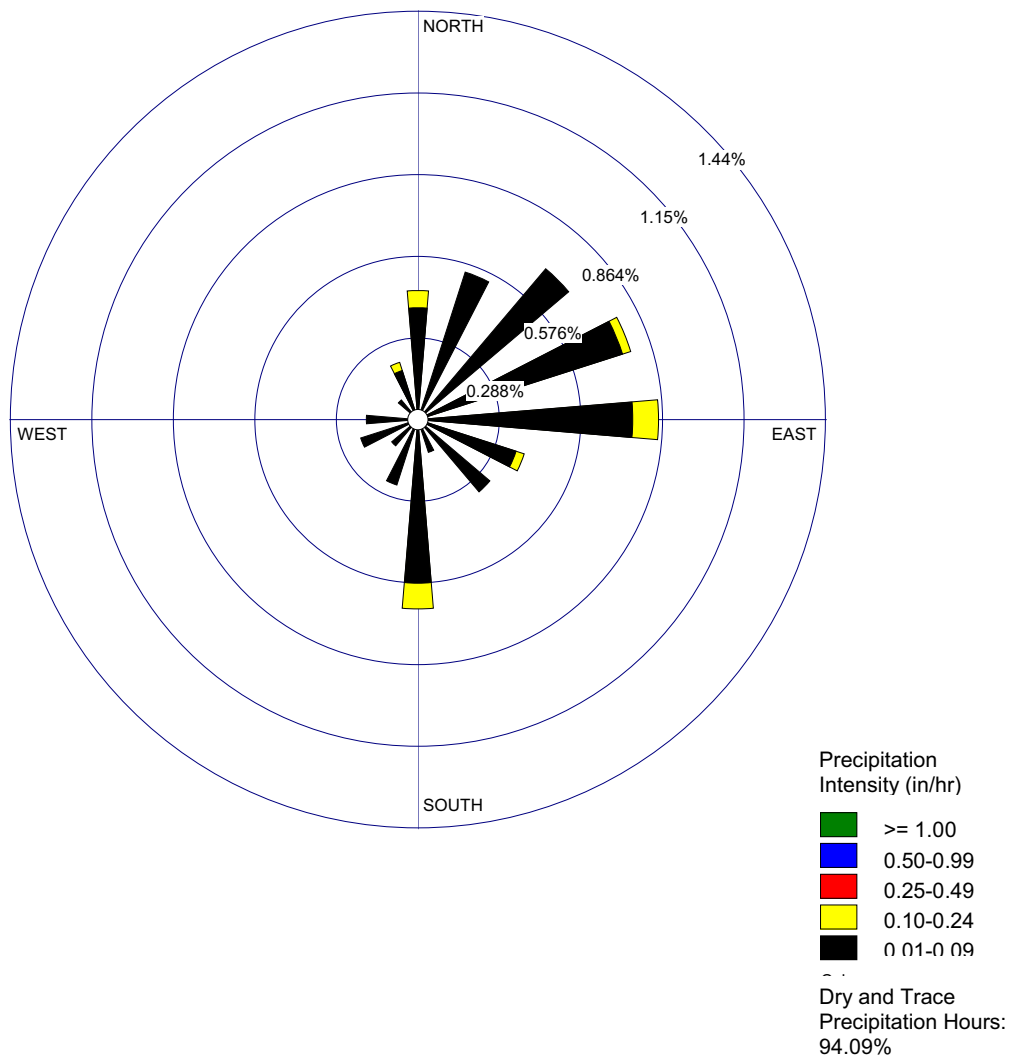 NORTH
1.44%
1.15%
0.864%
0.576%
0.288%
WEST
EAST
SOUTH
Precipitation
Intensity (in/hr)
>= 1.00
0.50-0.99
0.25-0.49
0.10-0.24
0.01-0.09
Dry and Trace
Precipitation Hours:
94.09%